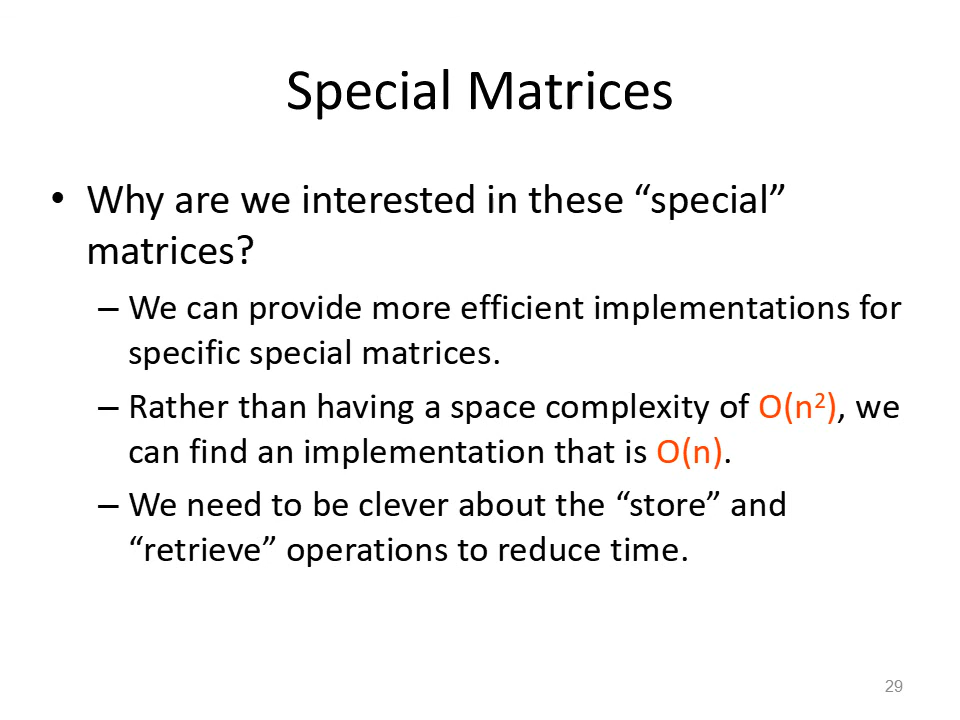 Special Matrices
• Why are we interested in these “special”
matrices?
– We can provide more efficient implementations for
specific special matrices.
– Rather than having a space complexity of O(n²), we
can find an implementation that is O(n).
– We need to be clever about the “store” and
“retrieve” operations to reduce time.
29